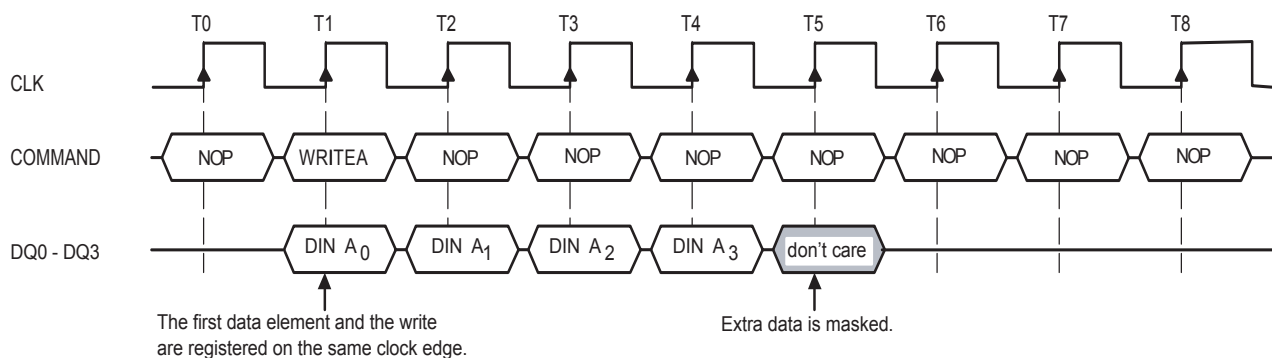 T0 T1 T2 T3 T4 T5 T6 T7 T8
CLK
COMMAND NOP WRITEA NOP NOP NOP NOP NOP NOP NOP
DQ0 - DQ3 DIN A0 DIN A1 DIN A2 DIN A3 don't care
The first data element and the write
are registered on the same clock edge.
Extra data is masked.